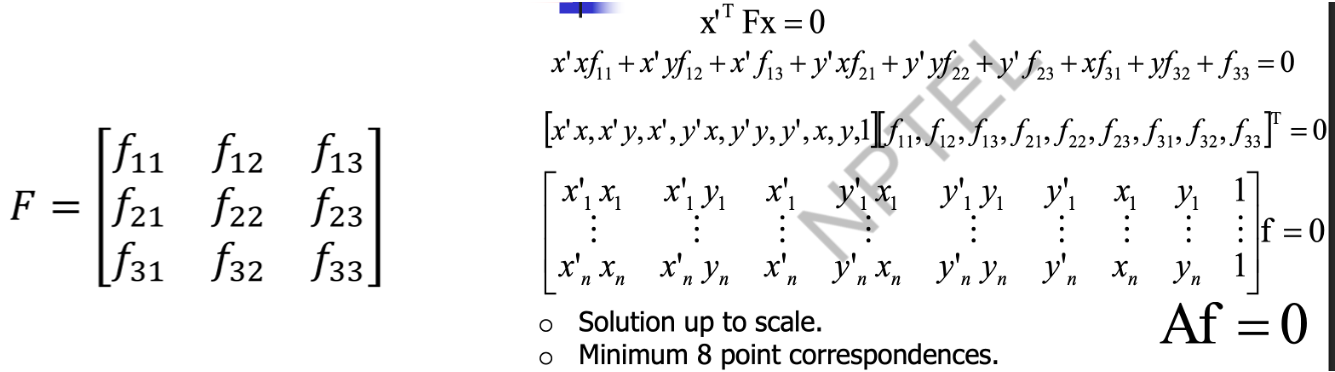 F = [f₁₁ f₁₂ f₁₃
f₂₁ f₂₂ f₂₃
f₃₁ f₃₂ f₃₃]
x'ᵀ Fx = 0
x'xf₁₁ + x'yf₁₂ + x'f₁₃ + y'xf₂₁ + y'yf₂₂ + y'f₂₃ + xf₃₁ + yf₃₂ + f₃₃ = 0
[x'x, x'y, x', y'x, y'y, y', x, y, 1][f₁₁, f₁₂, f₁₃, f₂₁, f₂₂, f₂₃, f₃₁, f₃₂, f₃₃]ᵀ = 0
[x'₁x₁ x'₁y₁ x'₁ y'₁x₁ y'₁y₁ y'₁ x₁ y₁ 1
⋮ ⋮ ⋮ ⋮ ⋮ ⋮ ⋮ ⋮ ⋮
x'ₙxₙ x'ₙyₙ x'ₙ y'ₙxₙ y'ₙyₙ y'ₙ xₙ yₙ 1] f = 0
NPTEL
○ Solution up to scale.
Af = 0
○ Minimum 8 point correspondences.